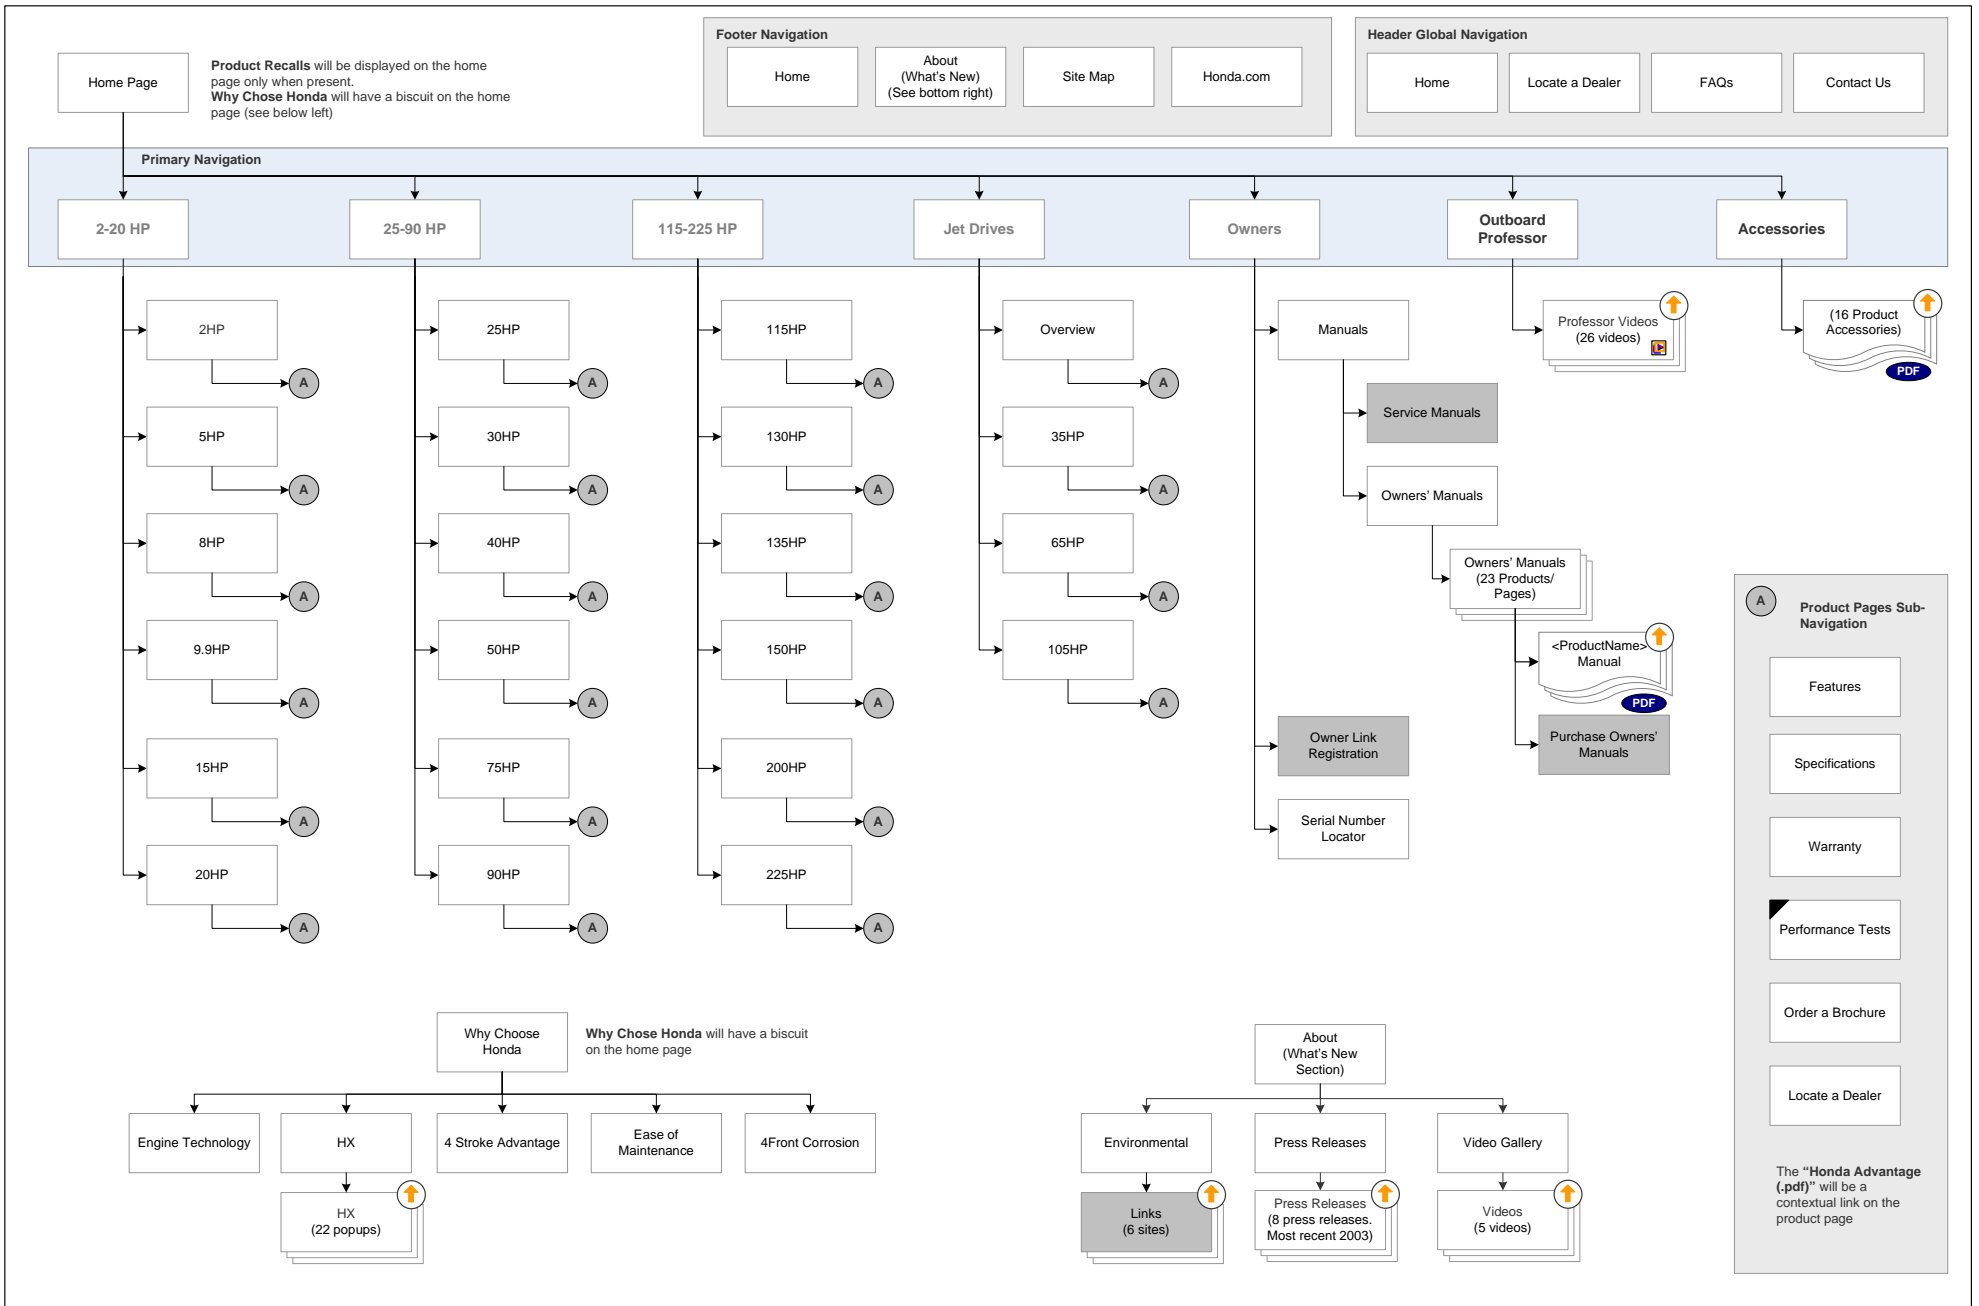 Home Page
Product Recalls will be displayed on the home
page only when present.
Why Chose Honda will have a biscuit on the home
page (see below left)
Footer Navigation
Home
About
(What's New)
(See bottom right)
Site Map
Honda.com
Header Global Navigation
Home
Locate a Dealer
FAQs
Contact Us
Primary Navigation
2-20 HP
25-90 HP
115-225 HP
Jet Drives
Owners
Outboard
Professor
Accessories
2HP
A
5HP
A
8HP
A
9.9HP
A
15HP
A
20HP
A
25HP
A
30HP
A
40HP
A
50HP
A
75HP
A
90HP
A
115HP
A
130HP
A
135HP
A
150HP
A
200HP
A
225HP
A
Overview
A
35HP
A
65HP
A
105HP
A
Manuals
Service Manuals
Owners' Manuals
Owners' Manuals
(23 Products/
Pages)
<ProductName>
Manual
PDF
Purchase Owners'
Manuals
Owner Link
Registration
Serial Number
Locator
Professor Videos
(26 videos)
(16 Product
Accessories)
PDF
A
Product Pages Sub-
Navigation
Features
Specifications
Warranty
Performance Tests
Order a Brochure
Locate a Dealer
The "Honda Advantage
(.pdf)" will be a
contextual link on the
product page
Why Choose
Honda
Why Chose Honda will have a biscuit
on the home page
Engine Technology
HX
4 Stroke Advantage
Ease of
Maintenance
4Front Corrosion
HX
(22 popups)
About
(What's New
Section)
Environmental
Press Releases
Video Gallery
Links
(6 sites)
Press Releases
(8 press releases.
Most recent 2003)
Videos
(5 videos)